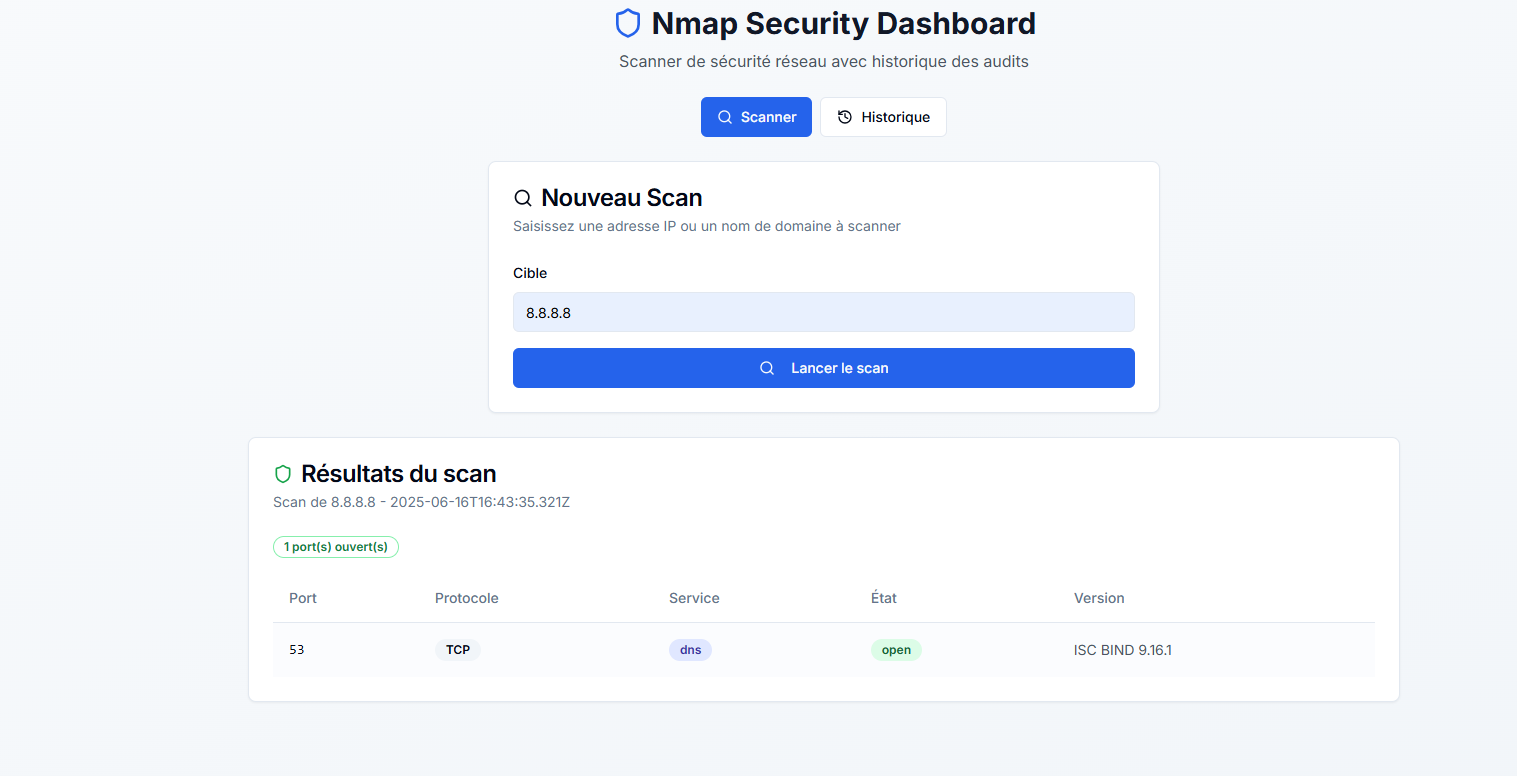 Nmap Security Dashboard
Scanner de sécurité réseau avec historique des audits
Scanner Historique
Nouveau Scan
Saisissez une adresse IP ou un nom de domaine à scanner
Cible
8.8.8.8
Lancer le scan
Résultats du scan
Scan de 8.8.8.8 - 2025-06-16T16:43:35.321Z
1 port(s) ouvert(s)
Port Protocole Service État Version
53 TCP dns open ISC BIND 9.16.1